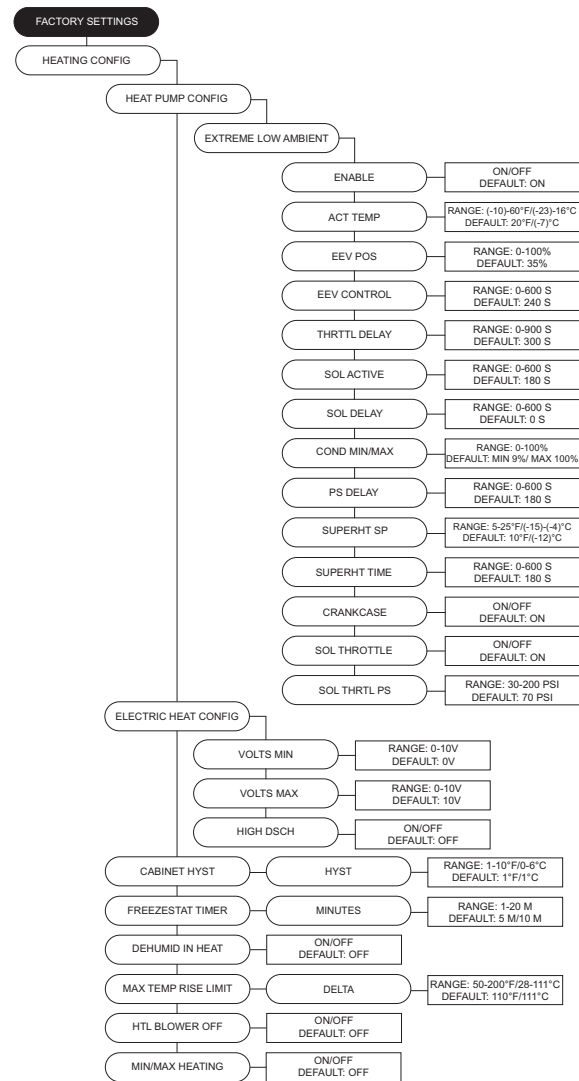 FACTORY SETTINGS
HEATING CONFIG
HEAT PUMP CONFIG
EXTREME LOW AMBIENT
ENABLE
ON/OFF
DEFAULT: ON
ACT TEMP
RANGE: (-10)-60°F/(-23)-16°C
DEFAULT: 20°F/(-7)°C
EEV POS
RANGE: 0-100%
DEFAULT: 35%
EEV CONTROL
RANGE: 0-600 S
DEFAULT: 240 S
THRTTL DELAY
RANGE: 0-900 S
DEFAULT: 300 S
SOL ACTIVE
RANGE: 0-600 S
DEFAULT: 180 S
SOL DELAY
RANGE: 0-600 S
DEFAULT: 0 S
COND MIN/MAX
RANGE: 0-100%
DEFAULT: MIN 9%/ MAX 100%
PS DELAY
RANGE: 0-600 S
DEFAULT: 180 S
SUPERHT SP
RANGE: 5-25°F/(-15)-(-4)°C
DEFAULT: 10°F/(-12)°C
SUPERHT TIME
RANGE: 0-600 S
DEFAULT: 180 S
CRANKCASE
ON/OFF
DEFAULT: ON
SOL THROTTLE
ON/OFF
DEFAULT: ON
SOL THRTL PS
RANGE: 30-200 PSI
DEFAULT: 70 PSI
ELECTRIC HEAT CONFIG
VOLTS MIN
RANGE: 0-10V
DEFAULT: 0V
VOLTS MAX
RANGE: 0-10V
DEFAULT: 10V
HIGH DSCH
ON/OFF
DEFAULT: OFF
CABINET HYST
HYST
RANGE: 1-10°F/0-6°C
DEFAULT: 1°F/1°C
FREEZESTAT TIMER
MINUTES
RANGE: 1-20 M
DEFAULT: 5 M/10 M
DEHUMID IN HEAT
ON/OFF
DEFAULT: OFF
MAX TEMP RISE LIMIT
DELTA
RANGE: 50-200°F/28-111°C
DEFAULT: 110°F/111°C
HTL BLOWER OFF
ON/OFF
DEFAULT: OFF
MIN/MAX HEATING
ON/OFF
DEFAULT: OFF